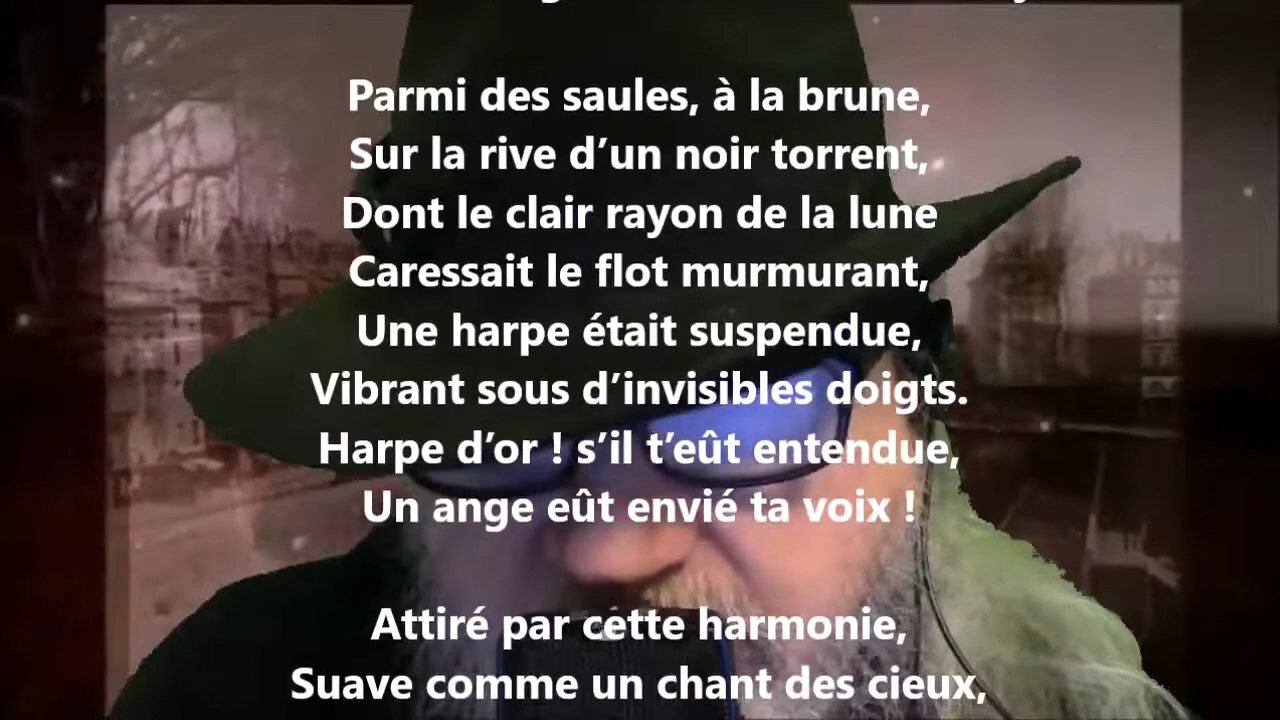 Parmi des saules, à la brune,
Sur la rive d’un noir torrent,
Dont le clair rayon de la lune
Caressait le flot murmurant,
Une harpe était suspendue,
Vibrant sous d’invisibles doigts.
Harpe d’or ! s’il t’eût entendue,
Un ange eût envié ta voix !
Attiré par cette harmonie,
Suave comme un chant des cieux,